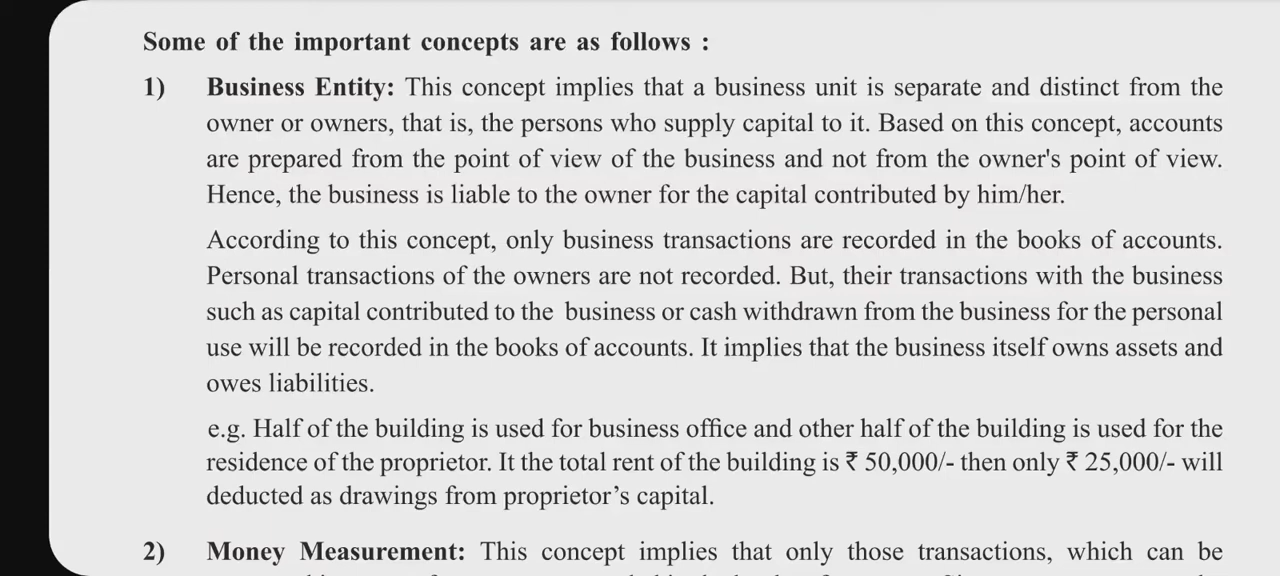 Some of the important concepts are as follows :
1) Business Entity: This concept implies that a business unit is separate and distinct from the
owner or owners, that is, the persons who supply capital to it. Based on this concept, accounts
are prepared from the point of view of the business and not from the owner's point of view.
Hence, the business is liable to the owner for the capital contributed by him/her.
According to this concept, only business transactions are recorded in the books of accounts.
Personal transactions of the owners are not recorded. But, their transactions with the business
such as capital contributed to the business or cash withdrawn from the business for the personal
use will be recorded in the books of accounts. It implies that the business itself owns assets and
owes liabilities.
e.g. Half of the building is used for business office and other half of the building is used for the
residence of the proprietor. It the total rent of the building is ₹ 50,000/- then only ₹ 25,000/- will
deducted as drawings from proprietor’s capital.
2) Money Measurement: This concept implies that only those transactions, which can be